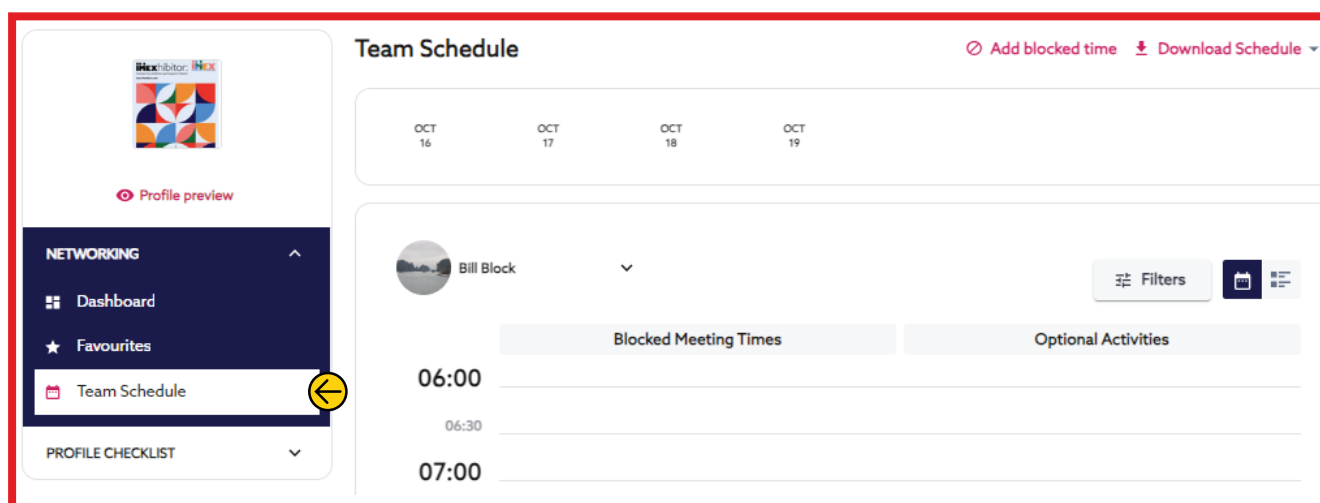 iMExhibitor: iMEX
Profile preview
NETWORKING
Dashboard
Favourites
Team Schedule
PROFILE CHECKLIST
Team Schedule
Add blocked time Download Schedule
OCT OCT OCT OCT
16 17 18 19
Bill Block
Filters
Blocked Meeting Times Optional Activities
06:00
06:30
07:00